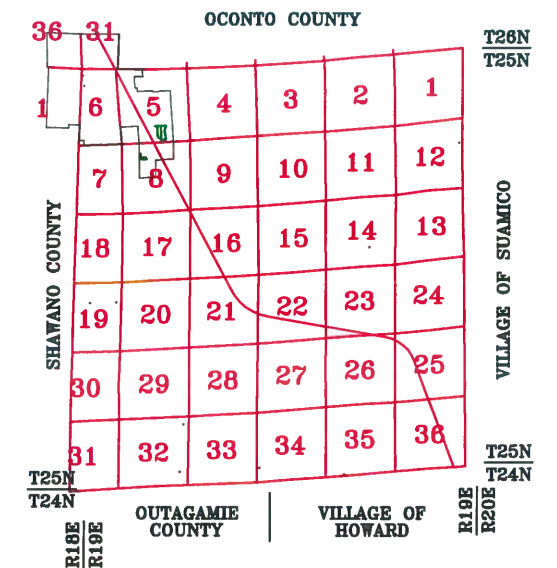 OCONTO COUNTY
36 31
T26N
T25N
1 6 5 4 3 2 1
7 8 9 10 11 12
18 17 16 15 14 13
19 20 21 22 23 24
30 29 28 27 26 25
31 32 33 34 35 36
SHAWANO COUNTY
VILLAGE OF SUAMICO
T25N
T24N
T25N
T24N
R18E
R19E
OUTAGAMIE
COUNTY
VILLAGE OF
HOWARD
R19E
R20E